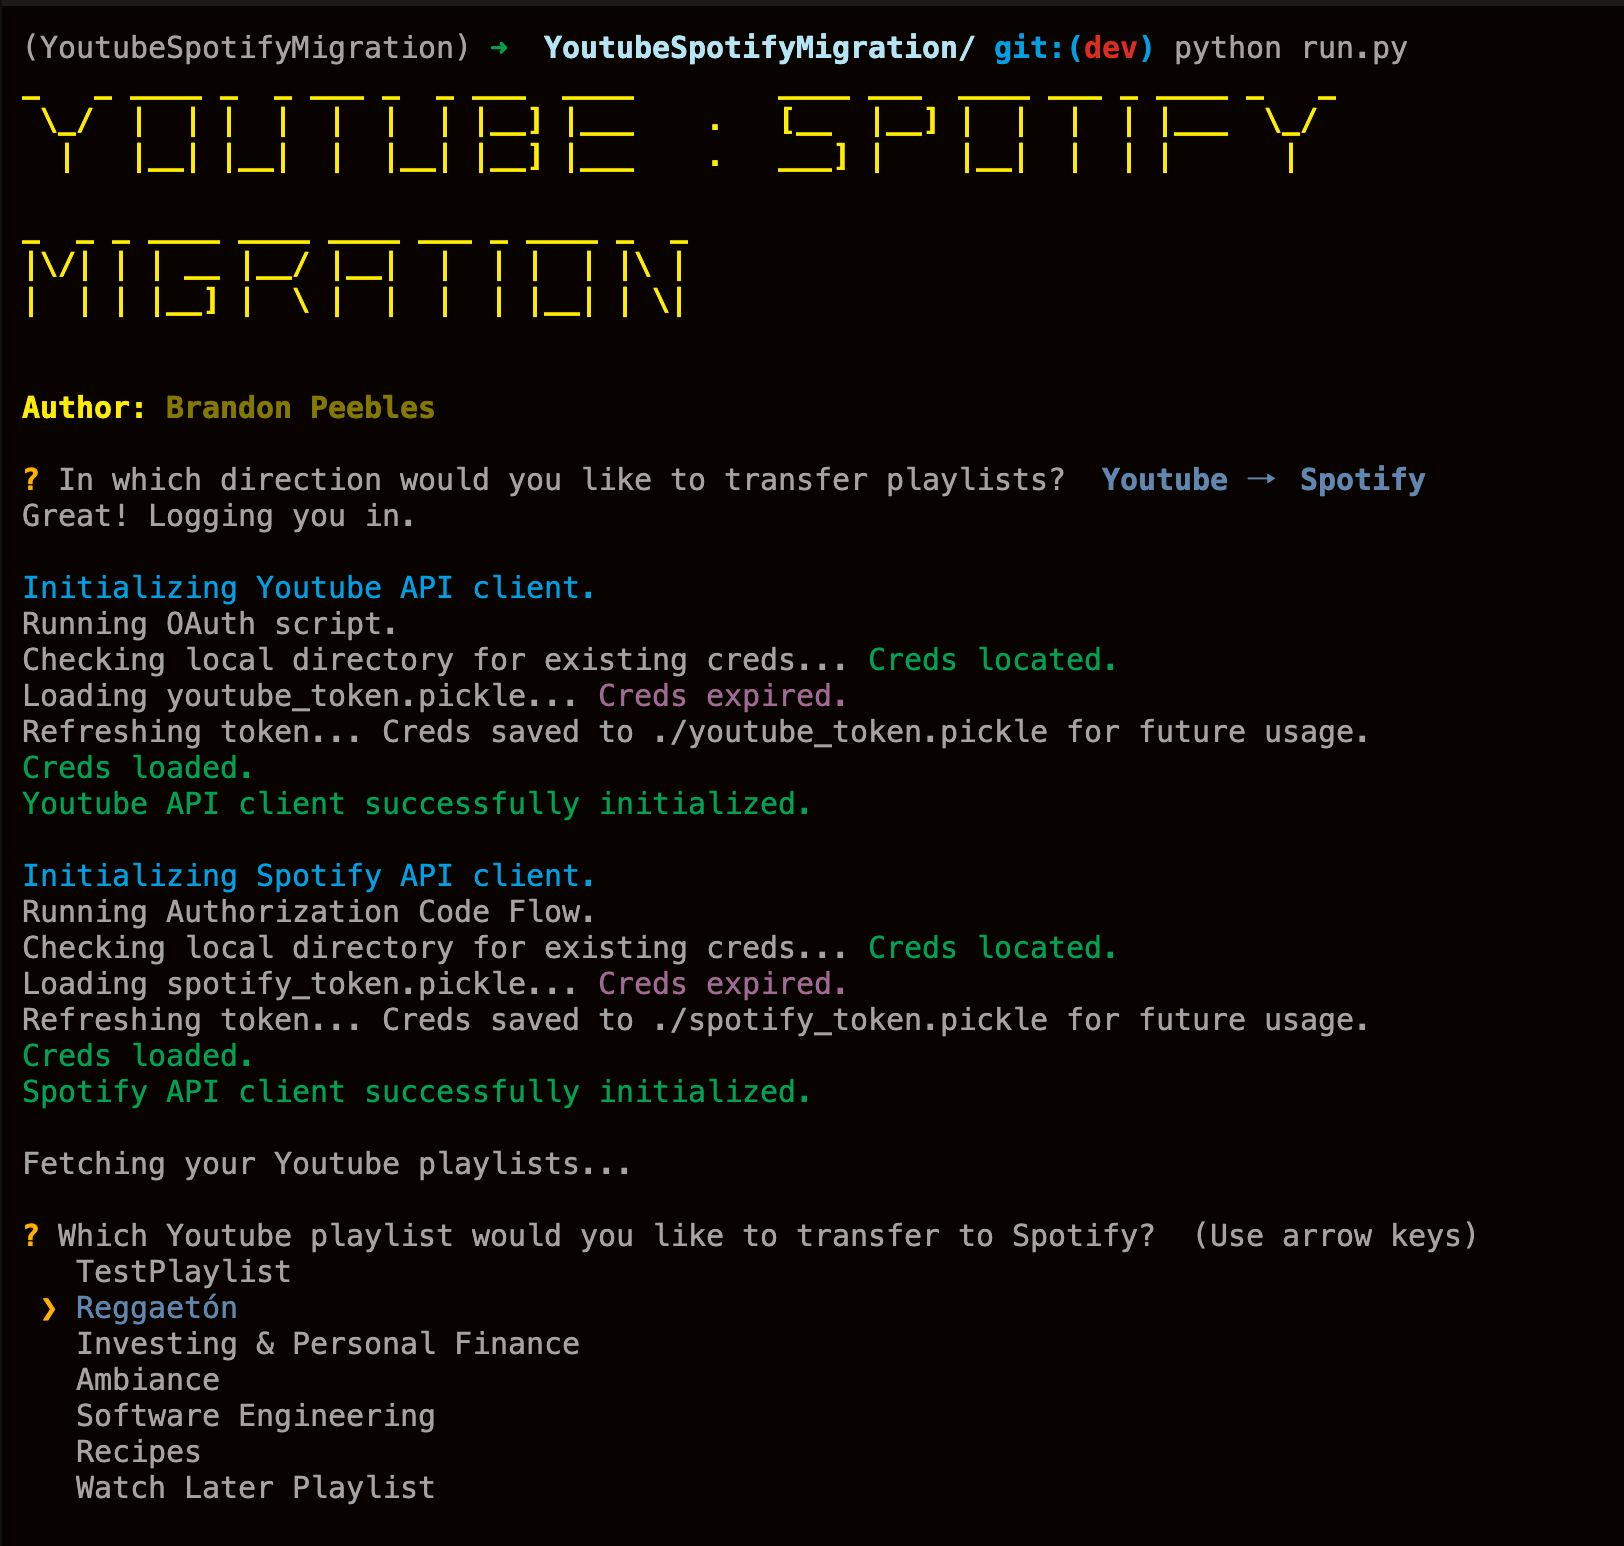 (YoutubeSpotifyMigration) ➜  YoutubeSpotifyMigration/ git:(dev) python run.py
YOUTUBE : SPOTIFY
MIGRATION
Author: Brandon Peebles
? In which direction would you like to transfer playlists?  Youtube → Spotify
Great! Logging you in.
Initializing Youtube API client.
Running OAuth script.
Checking local directory for existing creds... Creds located.
Loading youtube_token.pickle... Creds expired.
Refreshing token... Creds saved to ./youtube_token.pickle for future usage.
Creds loaded.
Youtube API client successfully initialized.
Initializing Spotify API client.
Running Authorization Code Flow.
Checking local directory for existing creds... Creds located.
Loading spotify_token.pickle... Creds expired.
Refreshing token... Creds saved to ./spotify_token.pickle for future usage.
Creds loaded.
Spotify API client successfully initialized.
Fetching your Youtube playlists...
? Which Youtube playlist would you like to transfer to Spotify?  (Use arrow keys)
TestPlaylist
❯ Reggaetón
Investing & Personal Finance
Ambiance
Software Engineering
Recipes
Watch Later Playlist